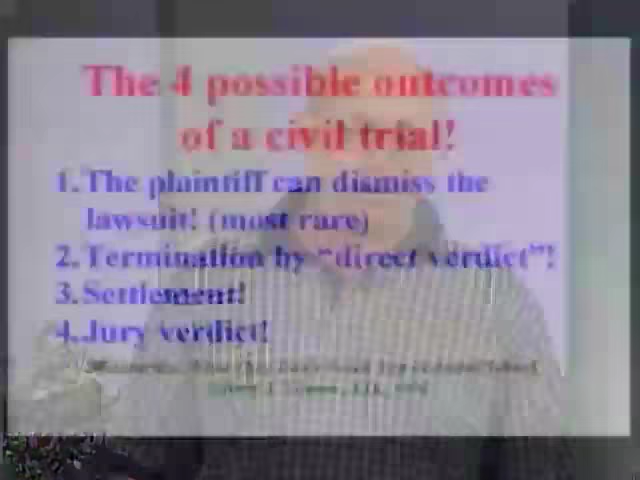 The 4 possible outcomes
of a civil trial!
1. The plaintiff can dismiss the
lawsuit! (most rare)
2. Termination by “direct verdict”!
3. Settlement!
4. Jury verdict!